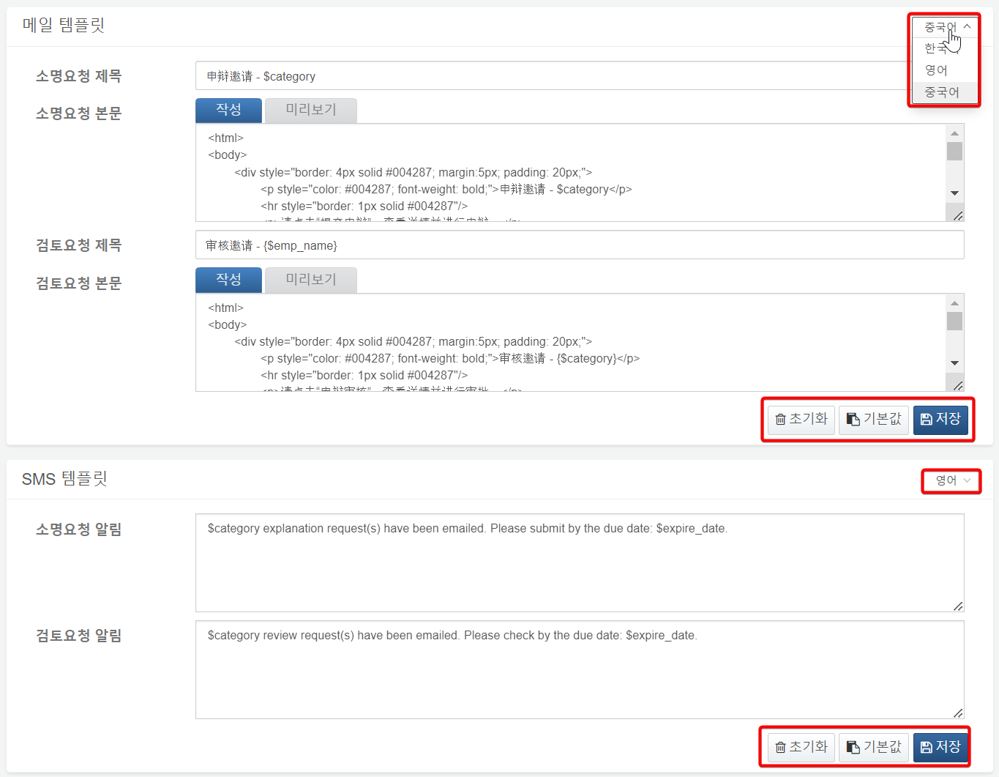 메일 템플릿
중국어
한국
영어
중국어
소명요청 제목
申辩邀请 - $category
소명요청 본문
작성
미리보기
<html>
<body>
<div style="border: 4px solid #004287; margin:5px; padding: 20px;">
<p style="color: #004287; font-weight: bold;">申辩邀请 - $category</p>
<hr style="border: 1px solid #004287"/>
검토요청 제목
审核邀请 - {$emp_name}
검토요청 본문
작성
미리보기
<html>
<body>
<div style="border: 4px solid #004287; margin:5px; padding: 20px;">
<p style="color: #004287; font-weight: bold;">审核邀请 - {$category}</p>
<hr style="border: 1px solid #004287"/>
초기화
기본값
저장
SMS 템플릿
영어
소명요청 알림
$category explanation request(s) have been emailed. Please submit by the due date: $expire_date.
검토요청 알림
$category review request(s) have been emailed. Please check by the due date: $expire_date.
초기화
기본값
저장